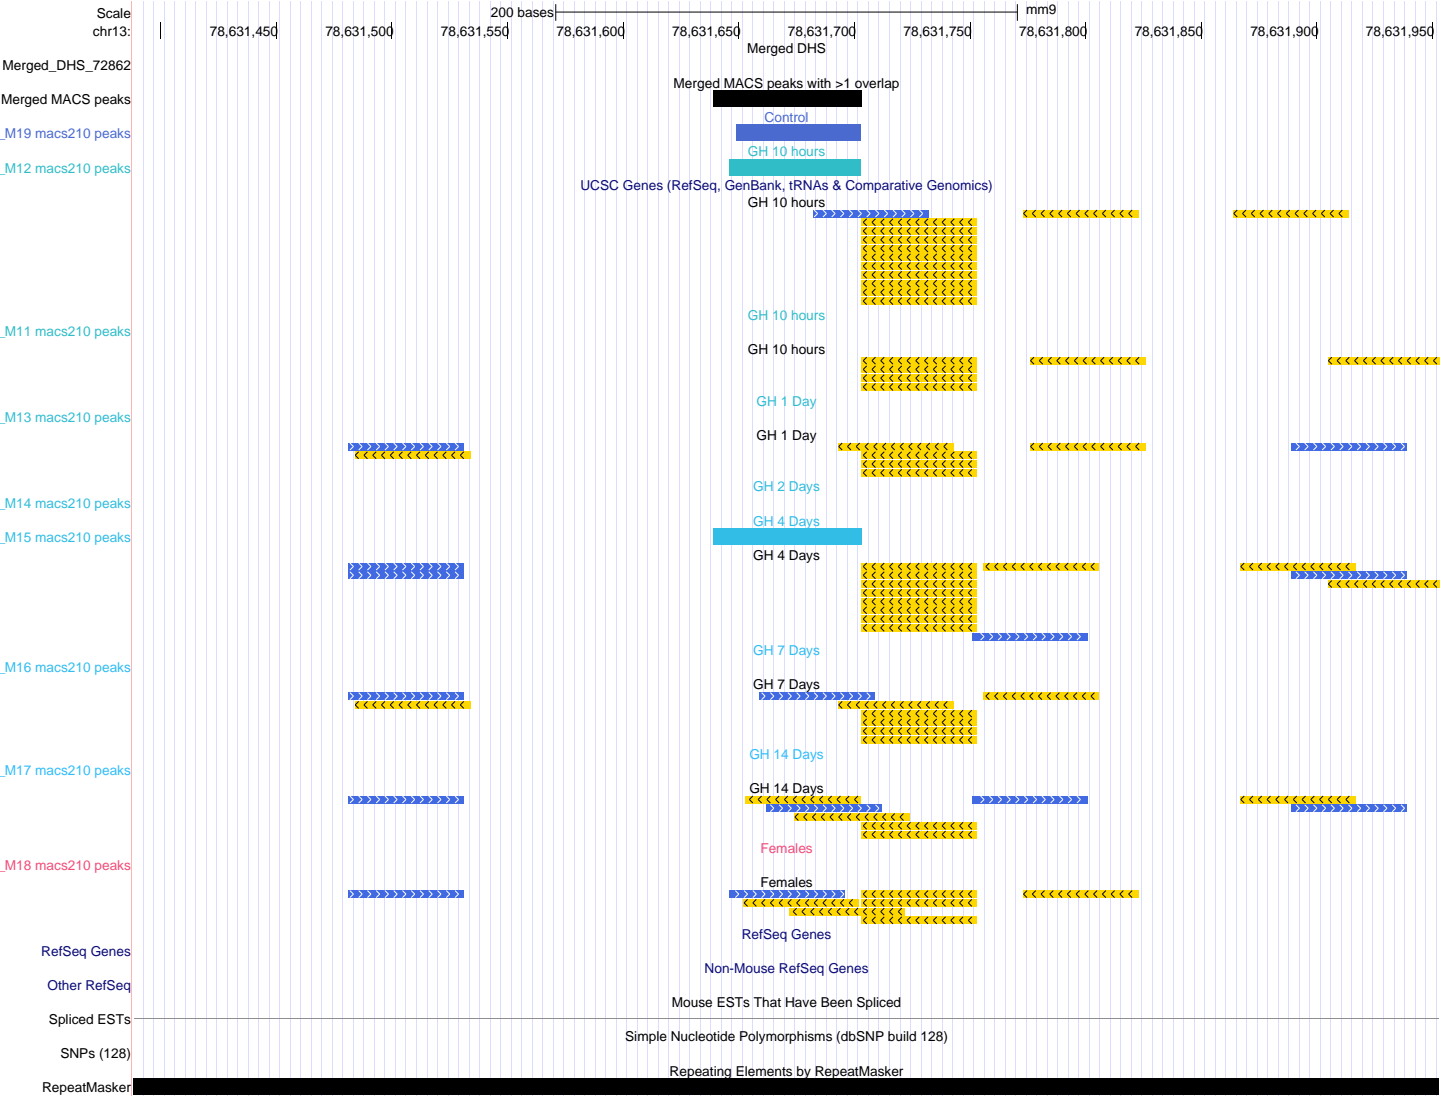 Scale 200 bases mm9
chr13: 78,631,450 78,631,500 78,631,550 78,631,600 78,631,650 78,631,700 78,631,750 78,631,800 78,631,850 78,631,900 78,631,950
Merged DHS
Merged_DHS_72862
Merged MACS peaks with >1 overlap
Merged MACS peaks
Control
_M19 macs210 peaks
GH 10 hours
_M12 macs210 peaks
UCSC Genes (RefSeq, GenBank, tRNAs & Comparative Genomics)
GH 10 hours
GH 10 hours
_M11 macs210 peaks
GH 10 hours
GH 1 Day
_M13 macs210 peaks
GH 1 Day
GH 2 Days
_M14 macs210 peaks
GH 4 Days
_M15 macs210 peaks
GH 4 Days
GH 7 Days
_M16 macs210 peaks
GH 7 Days
GH 14 Days
_M17 macs210 peaks
GH 14 Days
Females
_M18 macs210 peaks
Females
RefSeq Genes
RefSeq Genes
Non-Mouse RefSeq Genes
Other RefSeq
Mouse ESTs That Have Been Spliced
Spliced ESTs
Simple Nucleotide Polymorphisms (dbSNP build 128)
SNPs (128)
Repeating Elements by RepeatMasker
RepeatMasker